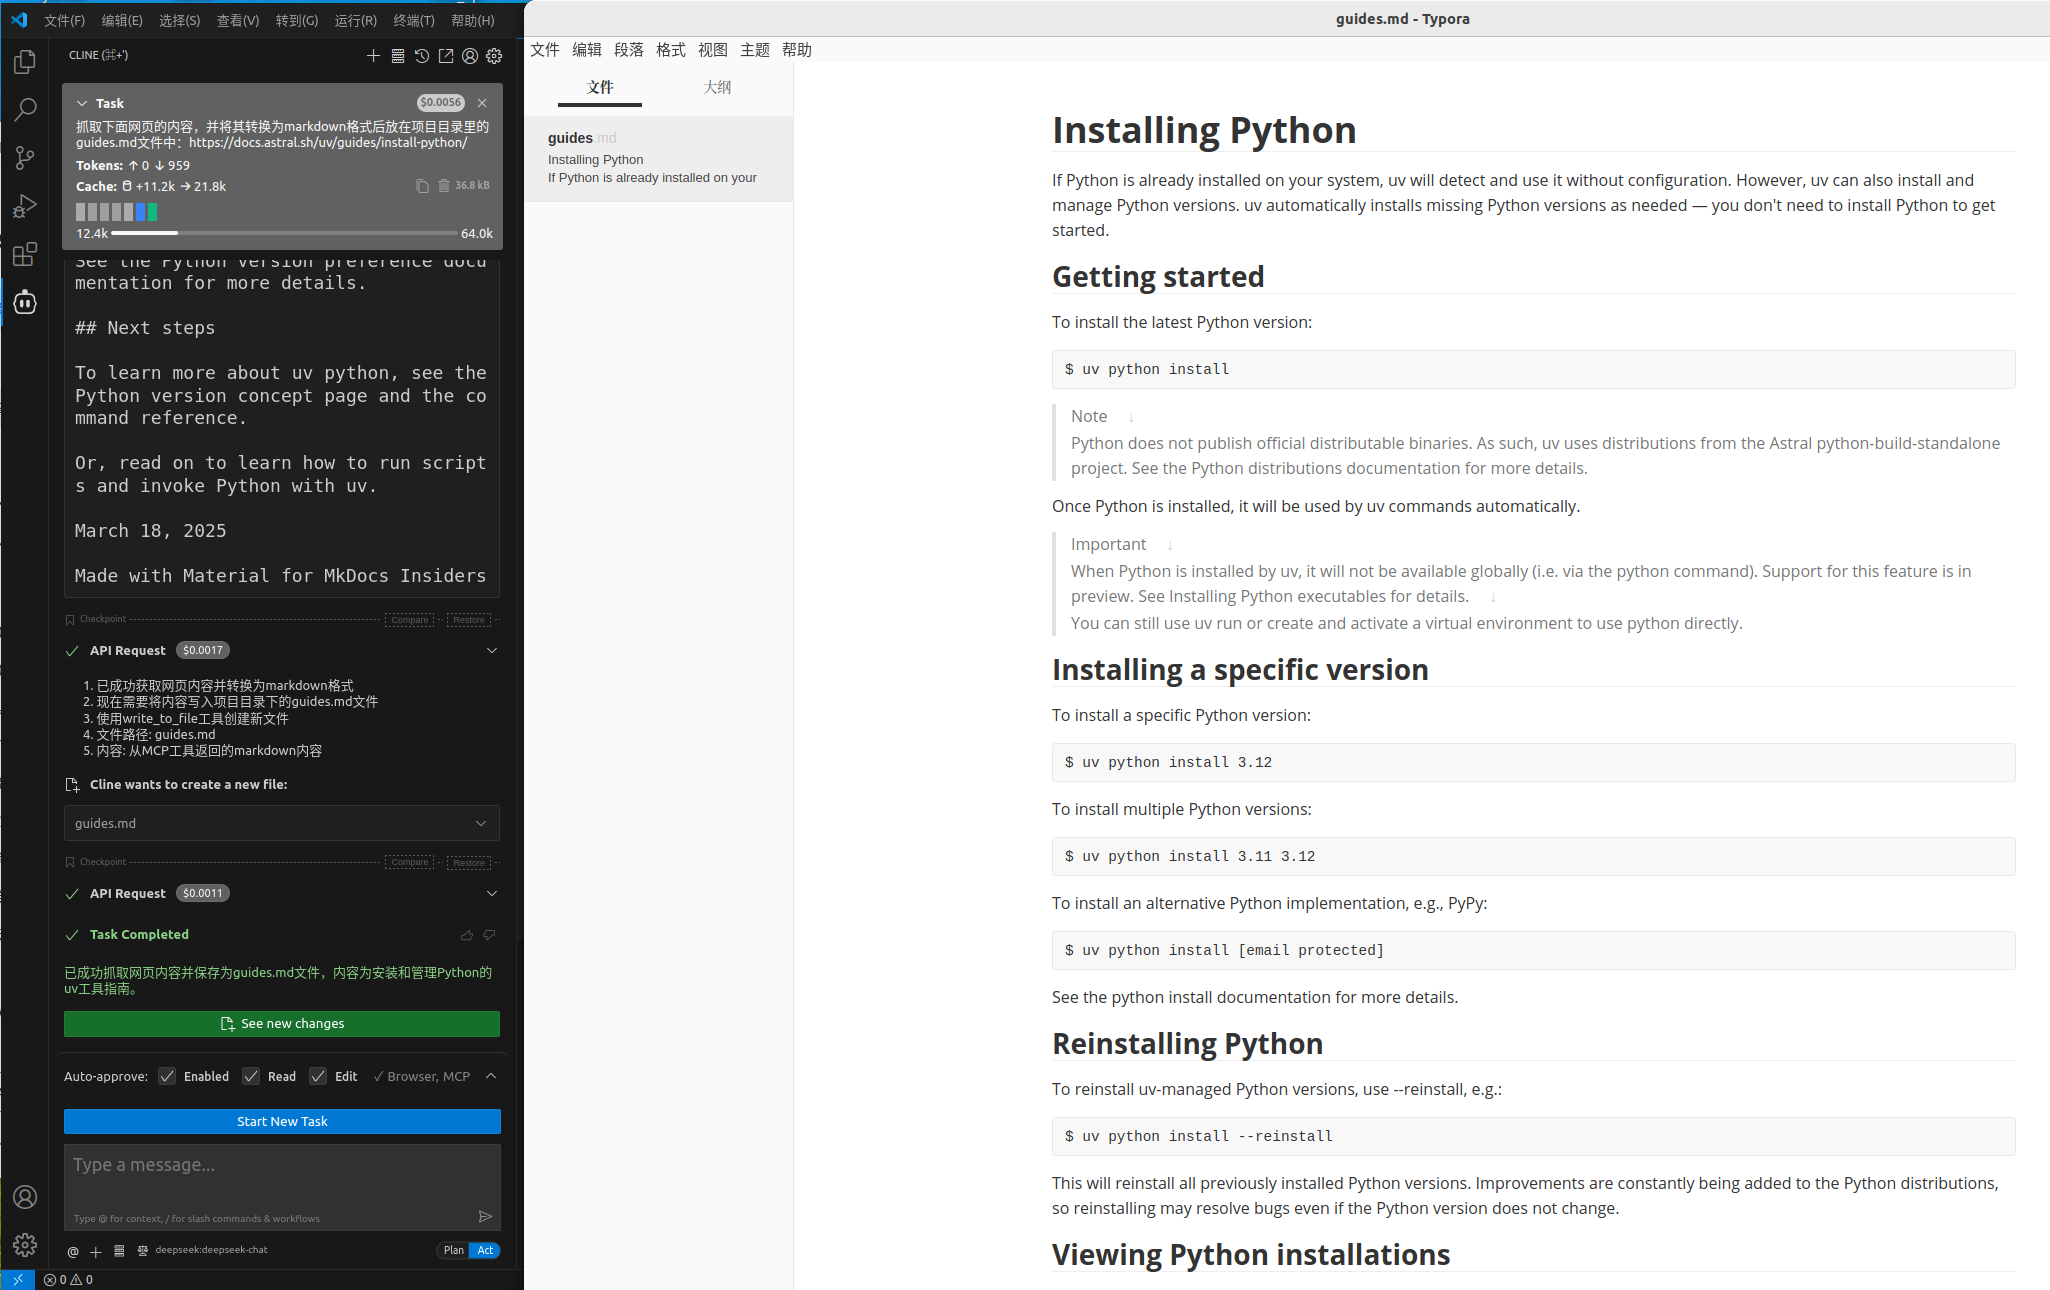 文件(F) 编辑(E) 选择(S) 查看(V) 转到(G) 运行(R) 终端(T) 帮助(H)
CLINE (⌘+')
Task $0.0056
抓取下面网页的内容，并将其转换为markdown格式后放在项目目录里的
guides.md文件中：https://docs.astral.sh/uv/guides/install-python/
Tokens: ↑ 0 ↓ 959
Cache: +11.2k → 21.8k 36.8 kB
12.4k 64.0k
See the Python version preference docu
mentation for more details.
## Next steps
To learn more about uv python, see the
Python version concept page and the co
mmand reference.
Or, read on to learn how to run script
s and invoke Python with uv.
March 18, 2025
Made with Material for MkDocs Insiders
Checkpoint Compare Restore
API Request $0.0017
1. 已成功获取网页内容并转换为markdown格式
2. 现在需要将内容写入项目目录下的guides.md文件
3. 使用write_to_file工具创建新文件
4. 文件路径: guides.md
5. 内容: 从MCP工具返回的markdown内容
Cline wants to create a new file:
guides.md
Checkpoint Compare Restore
API Request $0.0011
Task Completed
已成功抓取网页内容并保存为guides.md文件，内容为安装和管理Python的
uv工具指南。
See new changes
Auto-approve: Enabled Read Edit ✓ Browser, MCP
Start New Task
Type a message...
Type @ for context, / for slash commands & workflows
@ + deepseek:deepseek-chat Plan Act
0 0
guides.md - Typora
文件 编辑 段落 格式 视图 主题 帮助
文件 大纲
guides.md
Installing Python
If Python is already installed on your
Installing Python
If Python is already installed on your system, uv will detect and use it without configuration. However, uv can also install and
manage Python versions. uv automatically installs missing Python versions as needed — you don't need to install Python to get
started.
Getting started
To install the latest Python version:
$ uv python install
Note ↓
Python does not publish official distributable binaries. As such, uv uses distributions from the Astral python-build-standalone
project. See the Python distributions documentation for more details.
Once Python is installed, it will be used by uv commands automatically.
Important ↓
When Python is installed by uv, it will not be available globally (i.e. via the python command). Support for this feature is in
preview. See Installing Python executables for details. ↓
You can still use uv run or create and activate a virtual environment to use python directly.
Installing a specific version
To install a specific Python version:
$ uv python install 3.12
To install multiple Python versions:
$ uv python install 3.11 3.12
To install an alternative Python implementation, e.g., PyPy:
$ uv python install [email protected]
See the python install documentation for more details.
Reinstalling Python
To reinstall uv-managed Python versions, use --reinstall, e.g.:
$ uv python install --reinstall
This will reinstall all previously installed Python versions. Improvements are constantly being added to the Python distributions,
so reinstalling may resolve bugs even if the Python version does not change.
Viewing Python installations